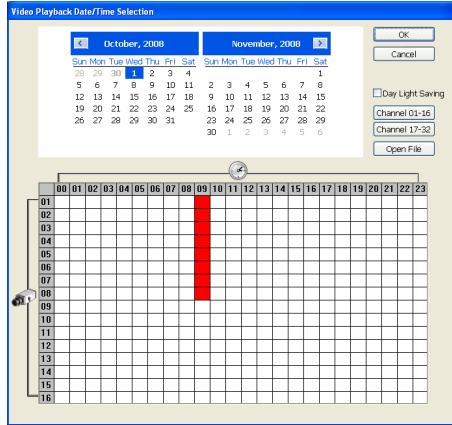 Video Playback Date/Time Selection
October, 2008 November, 2008
Sun Mon Tue Wed Thu Fri Sat Sun Mon Tue Wed Thu Fri Sat
28 29 30 1 2 3 4 1
5 6 7 8 9 10 11 2 3 4 5 6 7 8
12 13 14 15 16 17 18 9 10 11 12 13 14 15
19 20 21 22 23 24 25 16 17 18 19 20 21 22
26 27 28 29 30 31 23 24 25 26 27 28 29
30 1 2 3 4 5 6
OK
Cancel
Day Light Saving
Channel 01-16
Channel 17-32
Open File
00 01 02 03 04 05 06 07 08 09 10 11 12 13 14 15 16 17 18 19 20 21 22 23
01
02
03
04
05
06
07
08
09
10
11
12
13
14
15
16